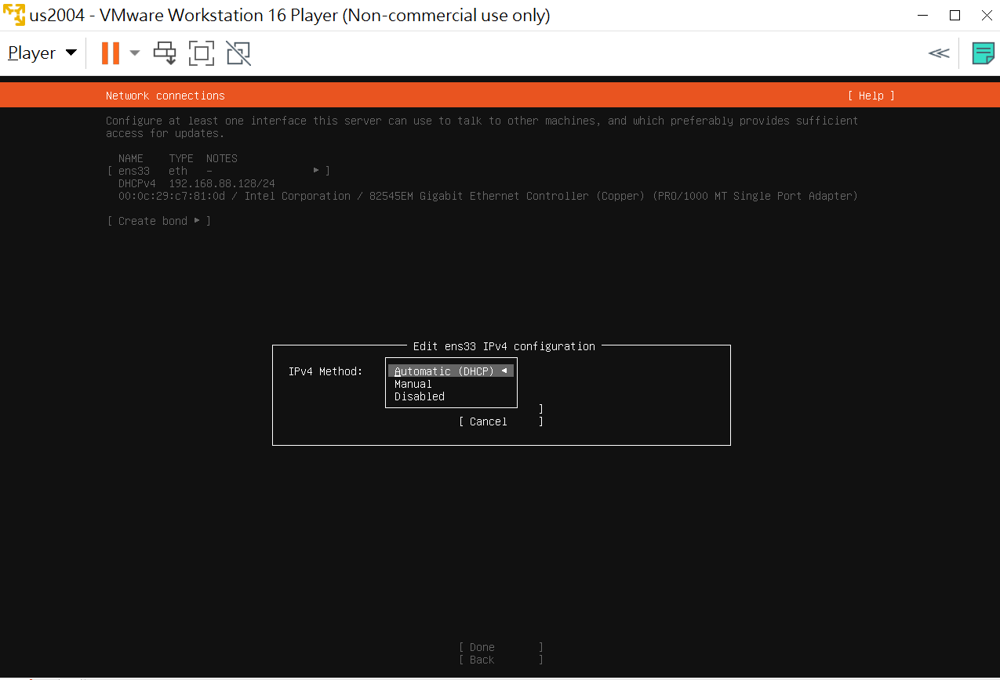 us2004 - VMware Workstation 16 Player (Non-commercial use only)
Player
Network connections [ Help ]
Configure at least one interface this server can use to talk to other machines, and which preferably provides sufficient
access for updates.
NAME TYPE NOTES
[ ens33 eth - ▸ ]
DHCPv4 192.168.88.128/24
00:0c:29:c7:81:0d / Intel Corporation / 82545EM Gigabit Ethernet Controller (Copper) (PRO/1000 MT Single Port Adapter)
[ Create bond ▸ ]
Edit ens33 IPv4 configuration
IPv4 Method: Automatic (DHCP) ◂
Manual
Disabled
]
[ Cancel ]
[ Done ]
[ Back ]